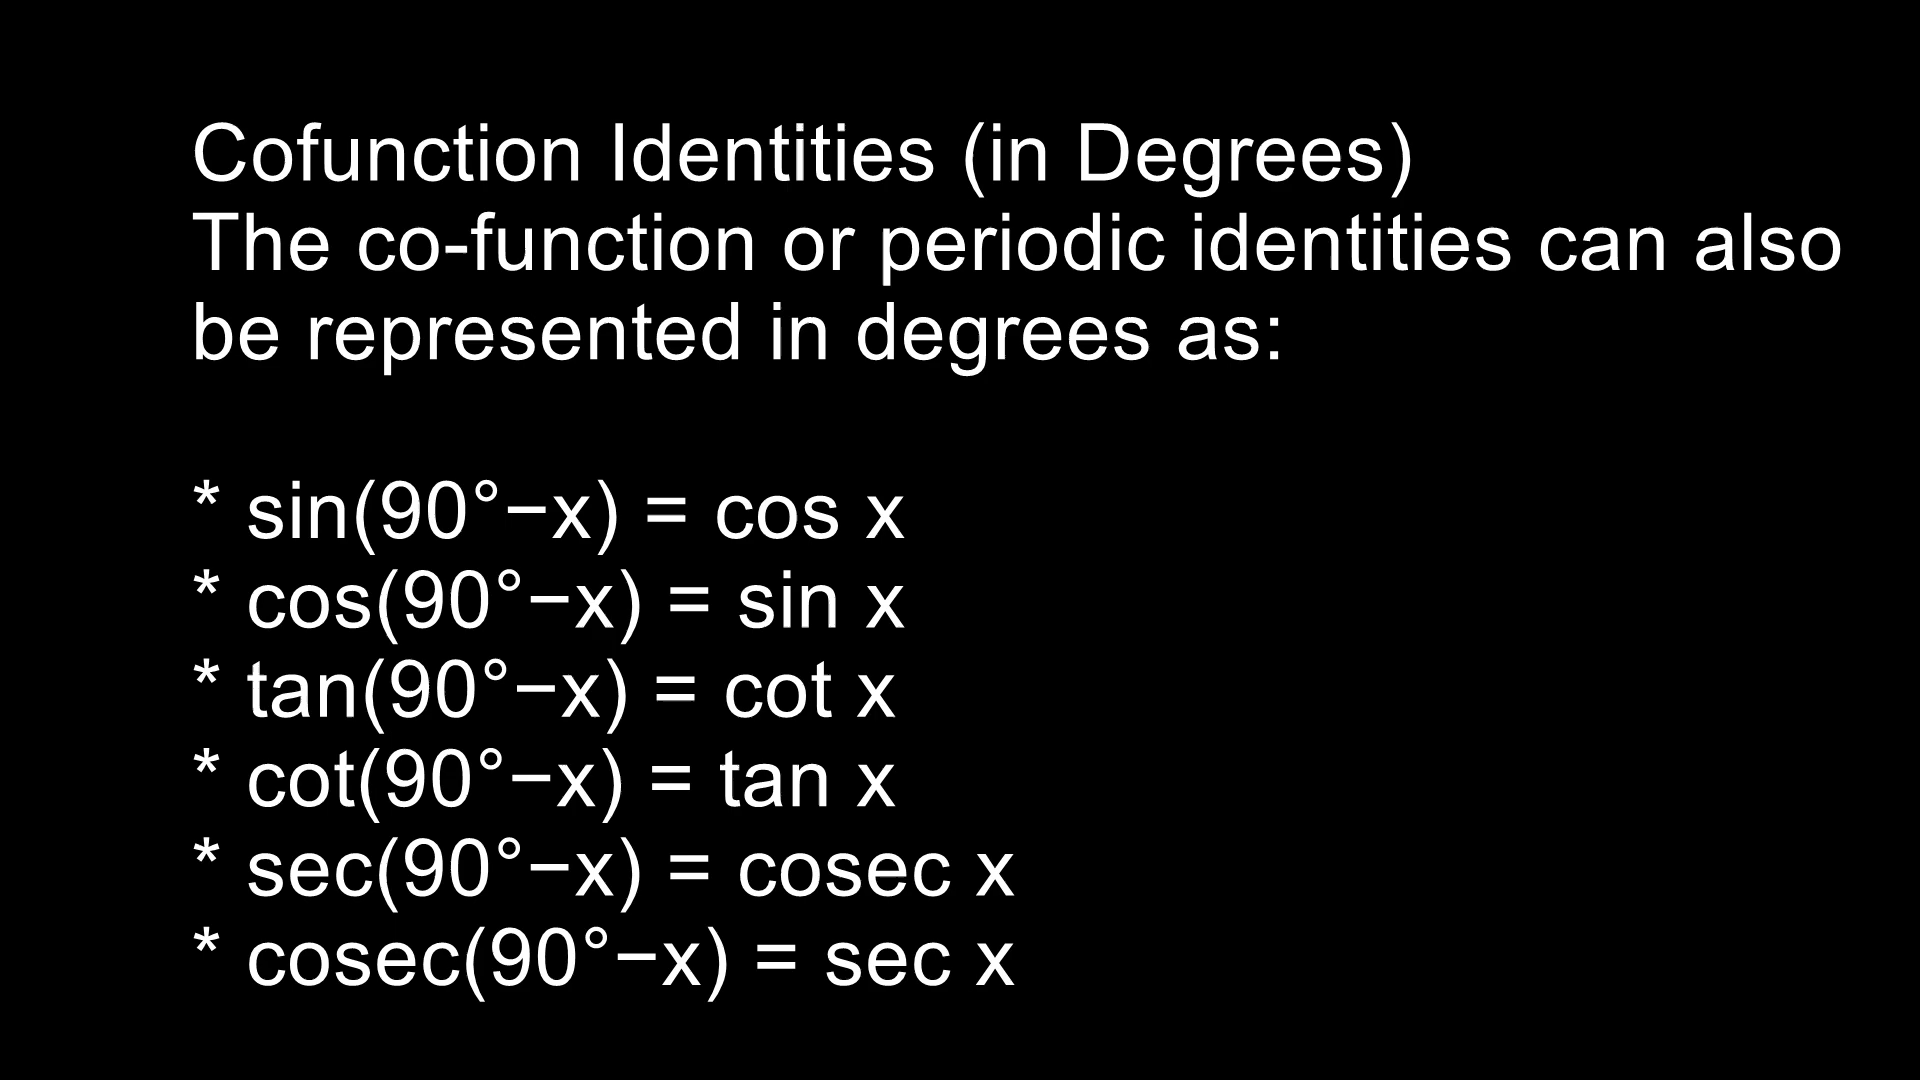 Cofunction Identities (in Degrees)
The co-function or periodic identities can also
be represented in degrees as:
* sin(90°−x) = cos x
* cos(90°−x) = sin x
* tan(90°−x) = cot x
* cot(90°−x) = tan x
* sec(90°−x) = cosec x
* cosec(90°−x) = sec x